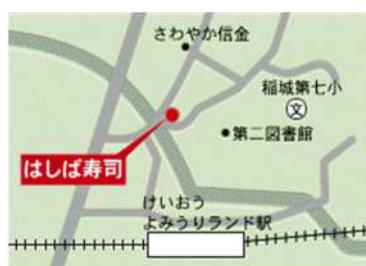 さわやか信金
稲城第七小
文
第二図書館
はしば寿司
けいおう
よみうりランド駅